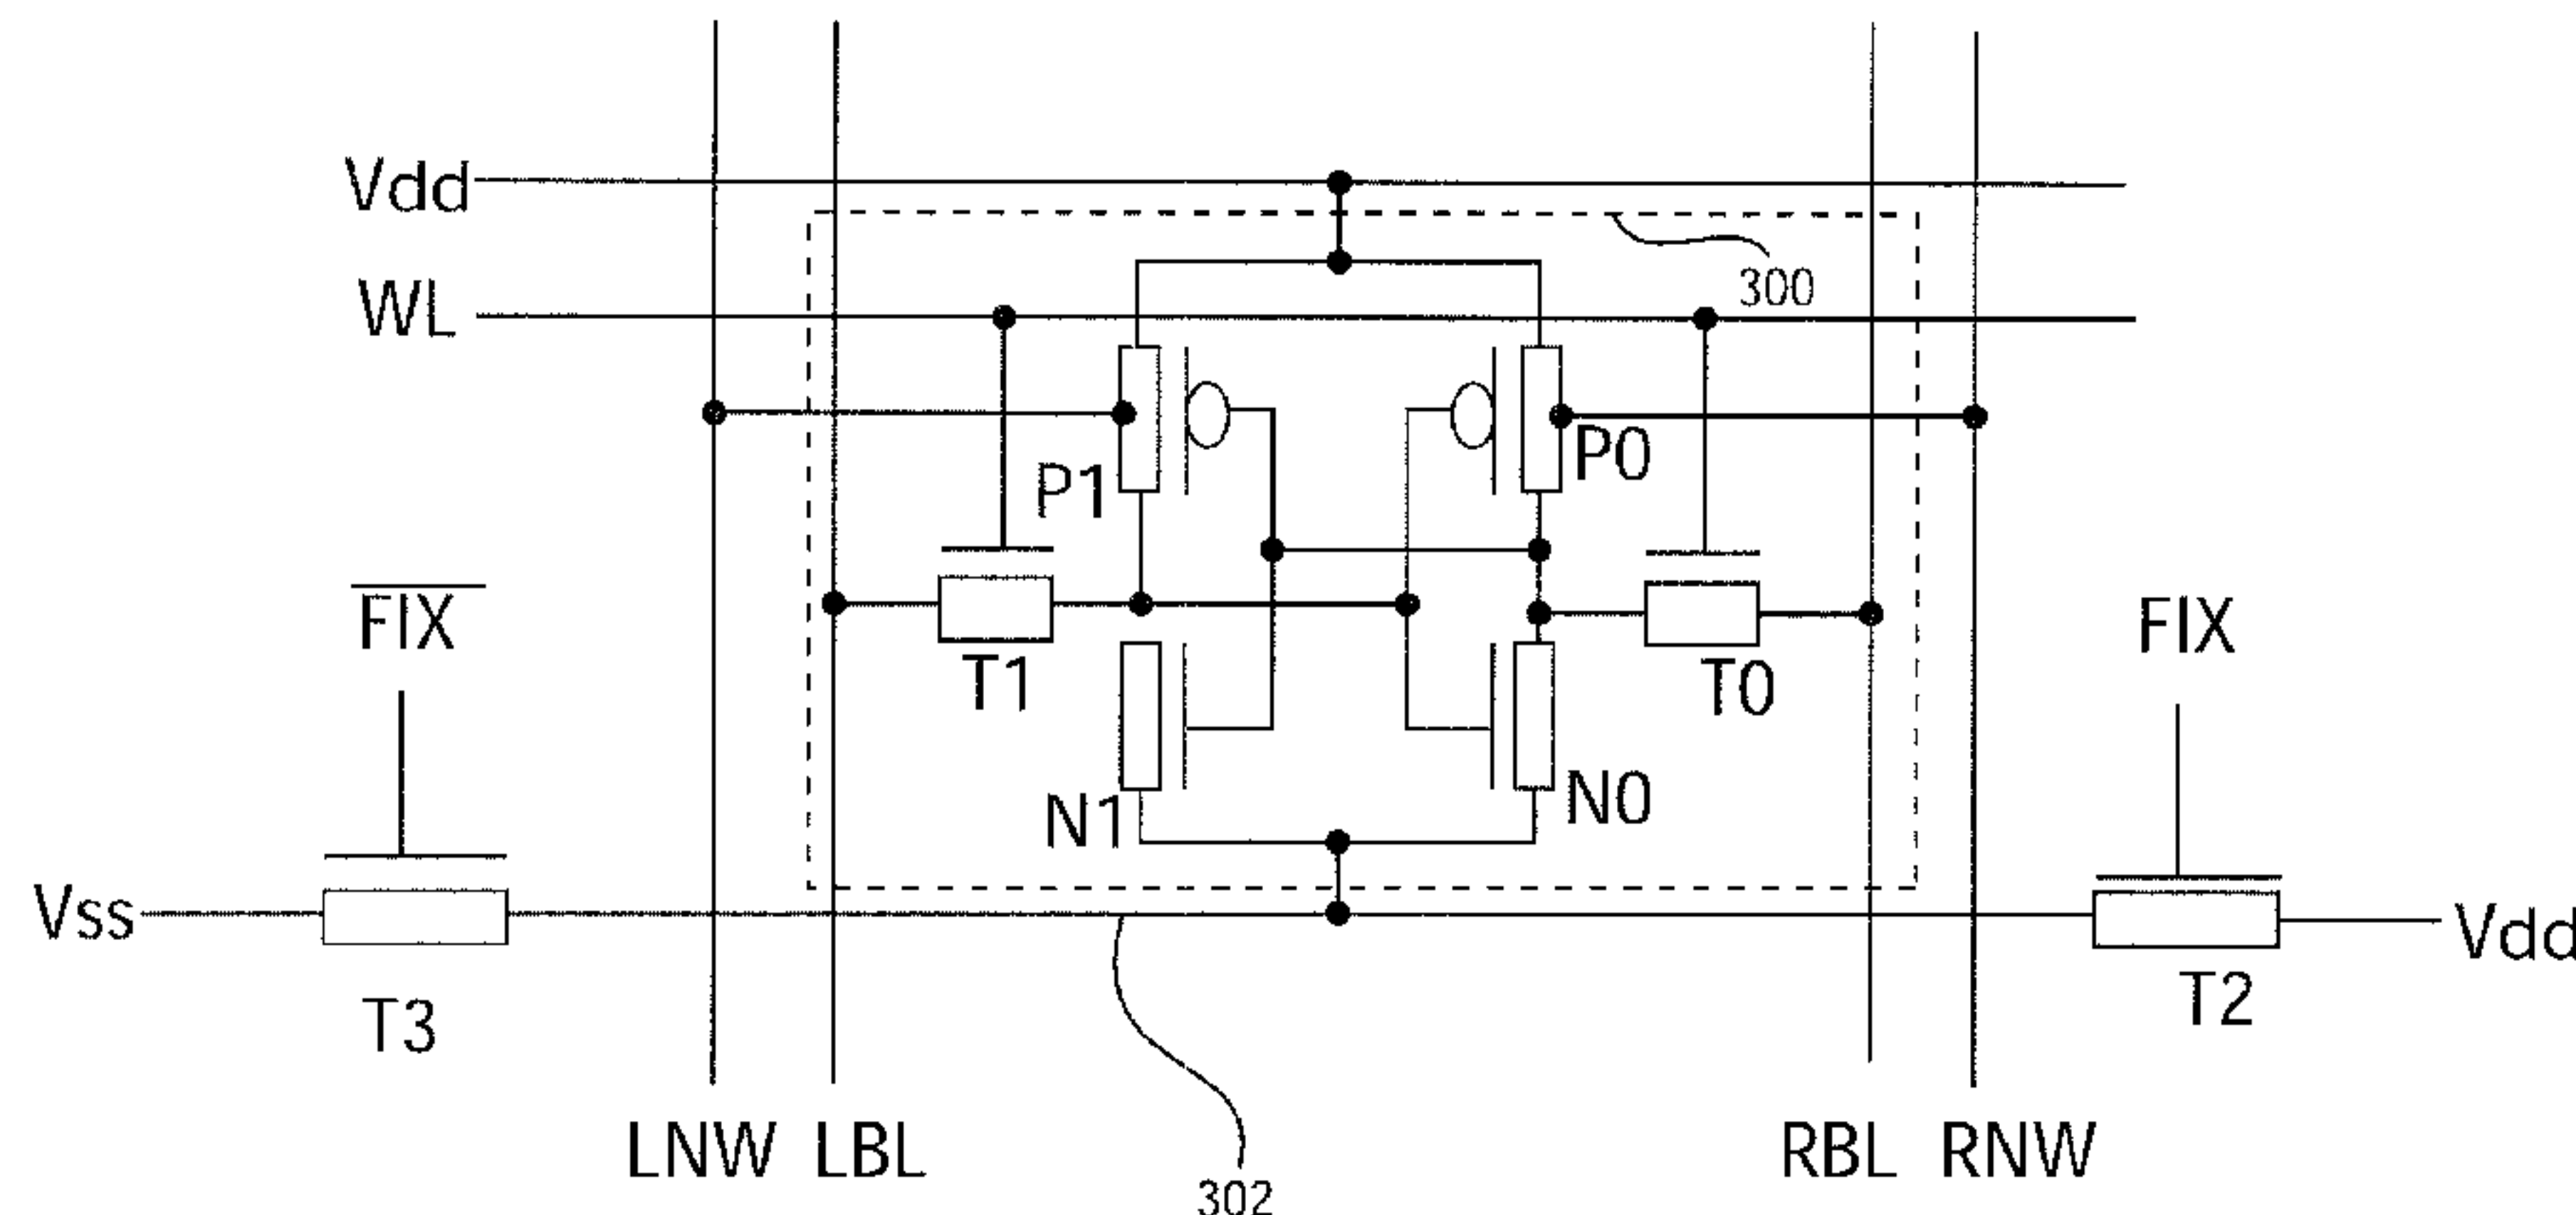 Vdd
300
WL
P1
P0
FIX
T1
T0
FIX
N1
N0
Vss
Vdd
T3
T2
LNW LBL
RBL RNW
302